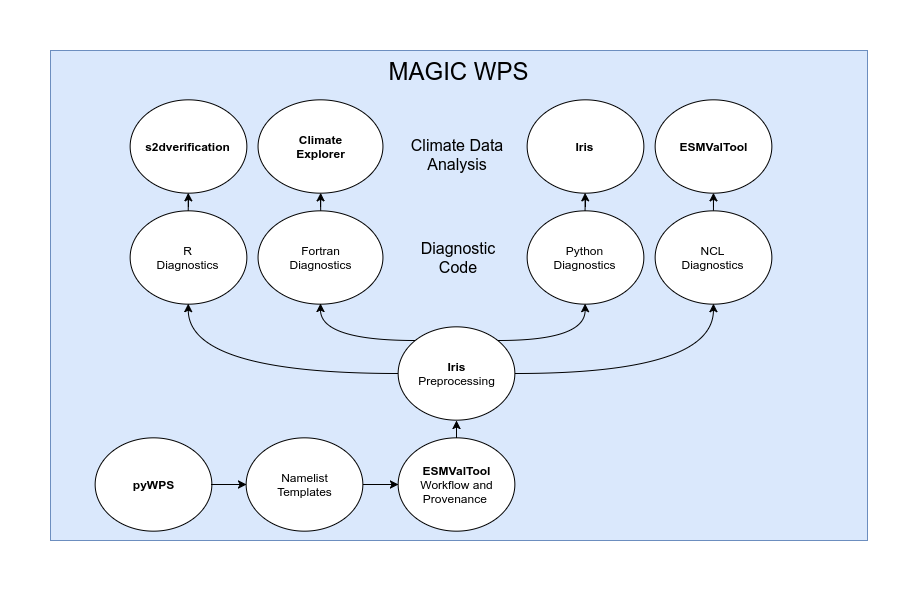 MAGIC WPS
s2dverification
Climate
Explorer
Climate Data
Analysis
Iris
ESMValTool
R
Diagnostics
Fortran
Diagnostics
Diagnostic
Code
Python
Diagnostics
NCL
Diagnostics
Iris
Preprocessing
pyWPS
Namelist
Templates
ESMValTool
Workflow and
Provenance